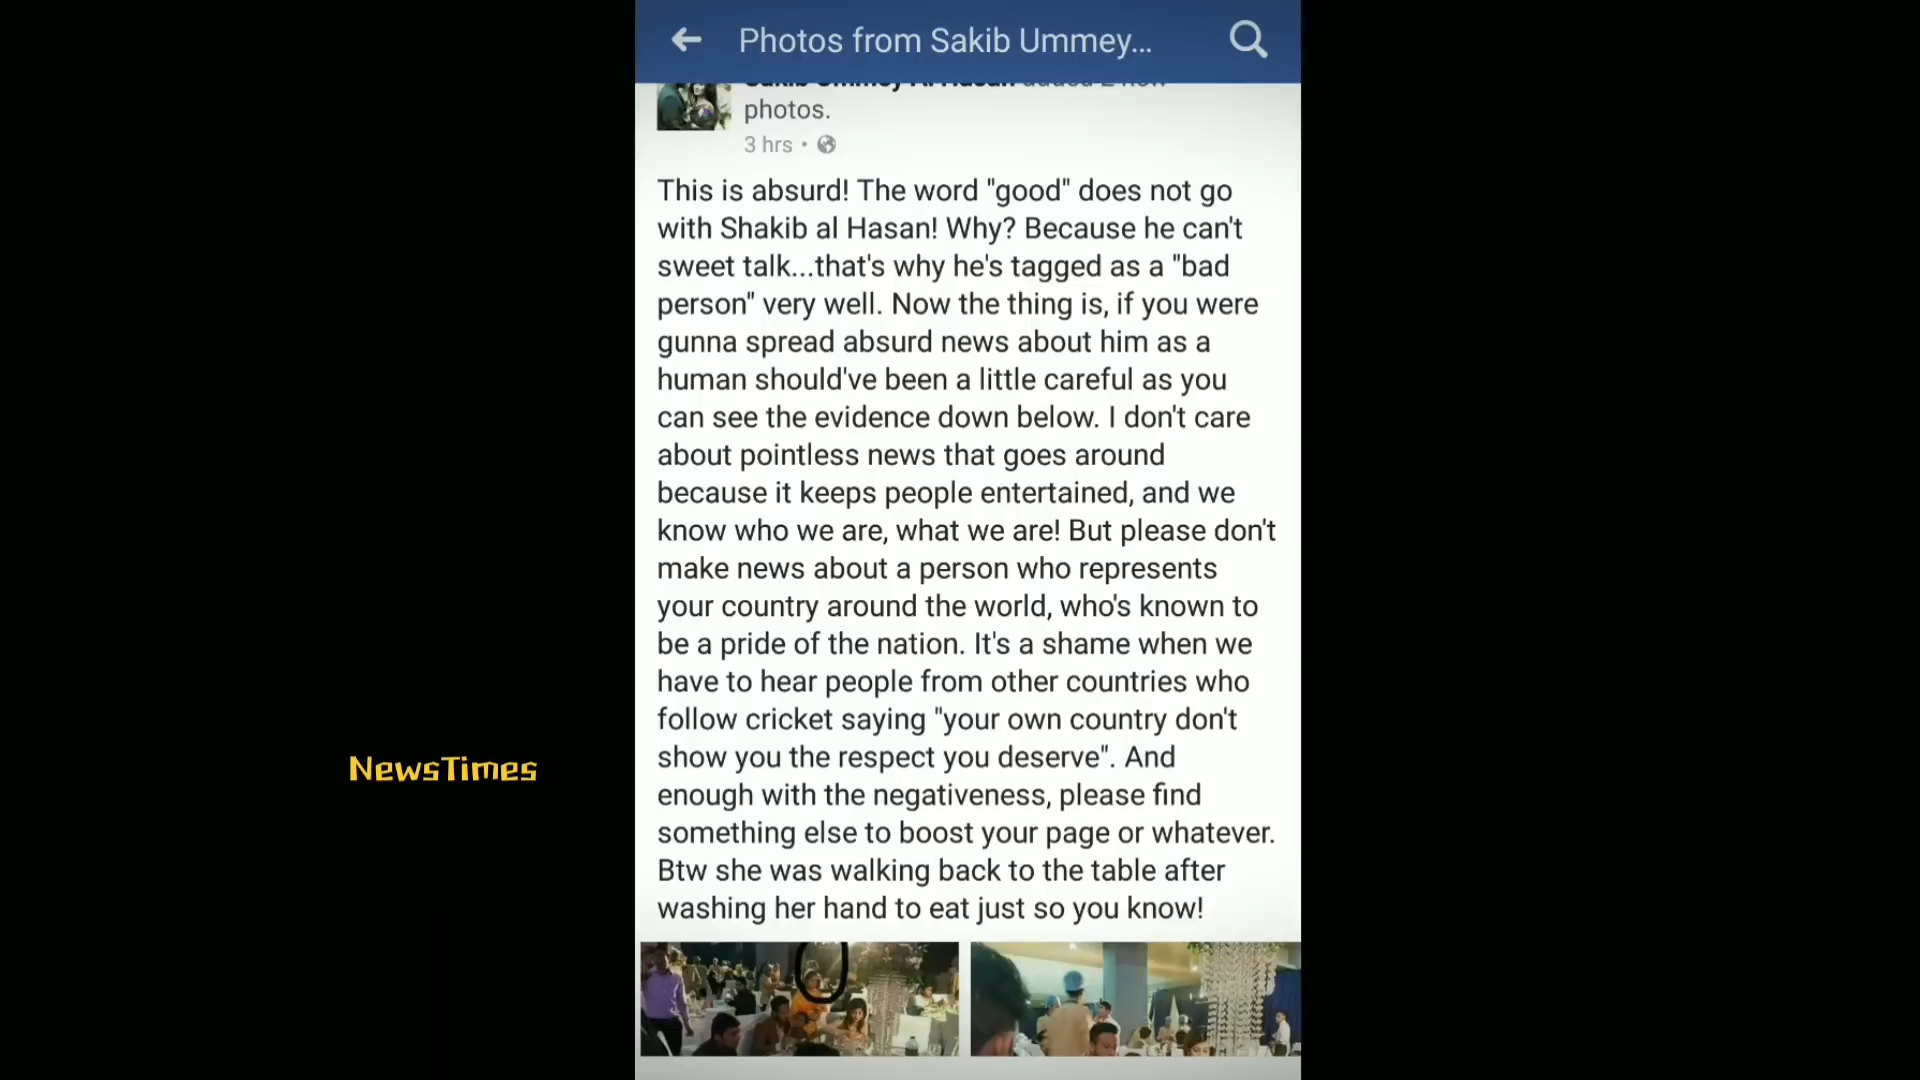 Photos from Sakib Ummey...
photos.
3 hrs •
This is absurd! The word "good" does not go
with Shakib al Hasan! Why? Because he can't
sweet talk...that's why he's tagged as a "bad
person" very well. Now the thing is, if you were
gunna spread absurd news about him as a
human should've been a little careful as you
can see the evidence down below. I don't care
about pointless news that goes around
because it keeps people entertained, and we
know who we are, what we are! But please don't
make news about a person who represents
your country around the world, who's known to
be a pride of the nation. It's a shame when we
have to hear people from other countries who
follow cricket saying "your own country don't
show you the respect you deserve". And
enough with the negativeness, please find
something else to boost your page or whatever.
Btw she was walking back to the table after
washing her hand to eat just so you know!
NewsTimes